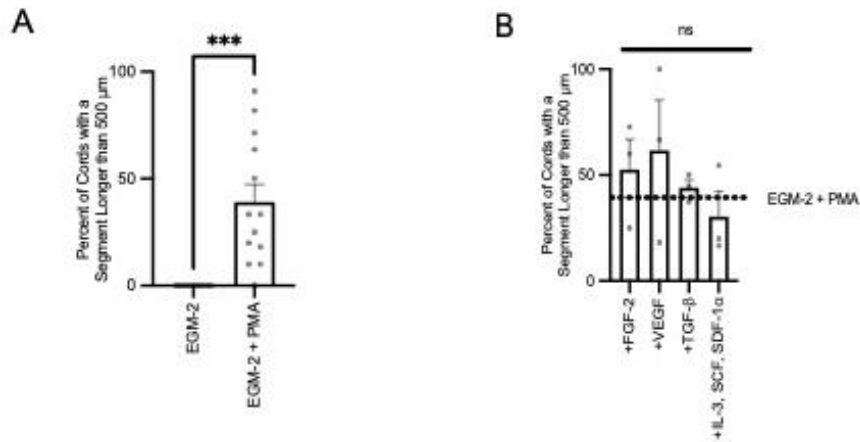 A
***
Percent of Cords with a
Segment Longer than 500 µm
100
50
0
EGM-2
EGM-2 + PMA
B
ns
Percent of Cords with a
Segment Longer than 500 µm
100
50
0
EGM-2 + PMA
+FGF-2
+VEGF
+TGF-β
+IL-3, SCF, SDF-1α